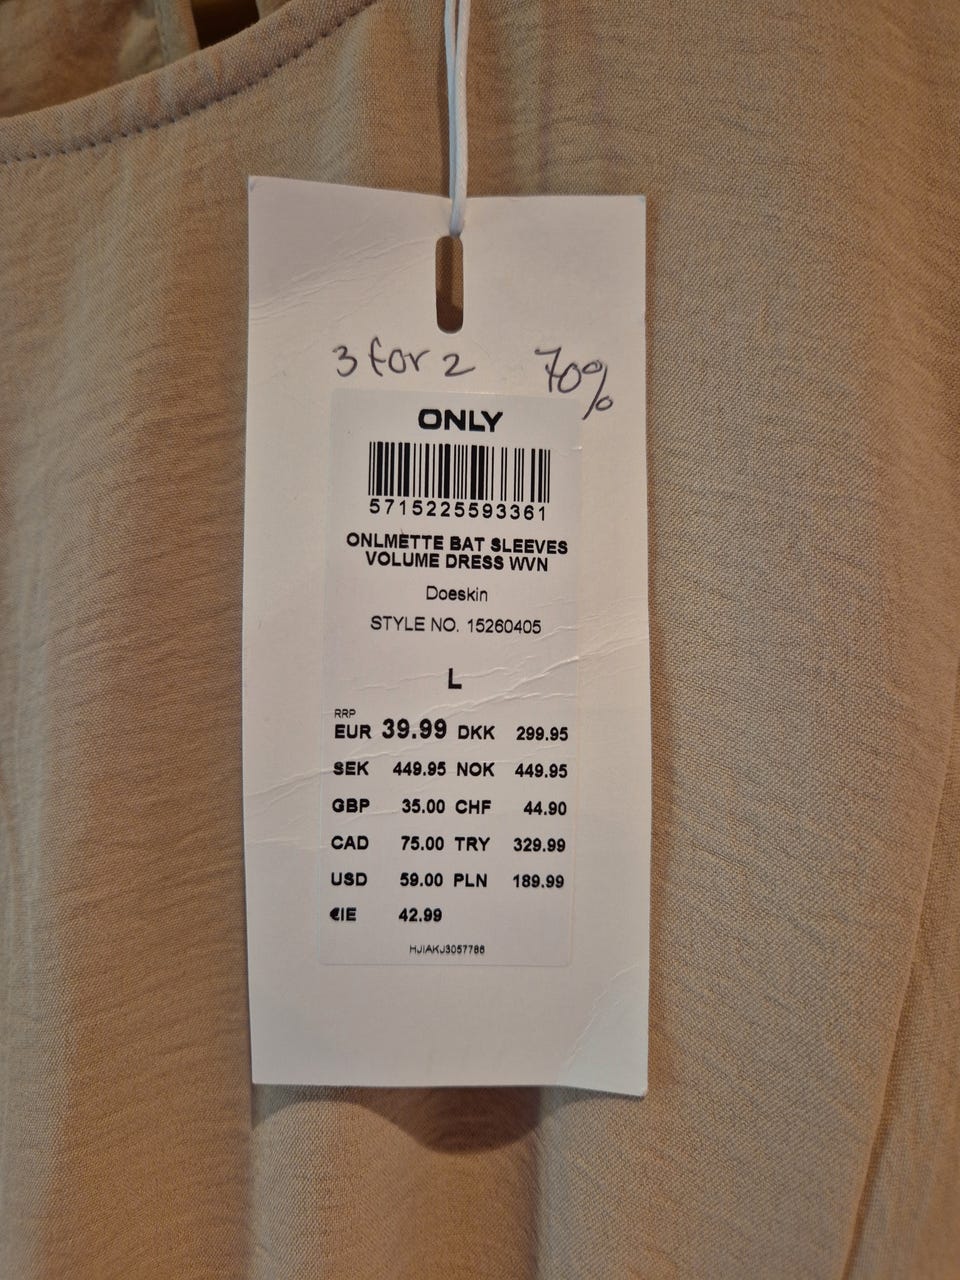 3 for 2 70%
ONLY
5715225593361
ONLMETTE BAT SLEEVES
VOLUME DRESS WVN
Doeskin
STYLE NO. 15260405
L
RRP
EUR 39.99 DKK 299.95
SEK 449.95 NOK 449.95
GBP 35.00 CHF 44.90
CAD 75.00 TRY 329.99
USD 59.00 PLN 189.99
€IE 42.99
HJIAKJ3057786